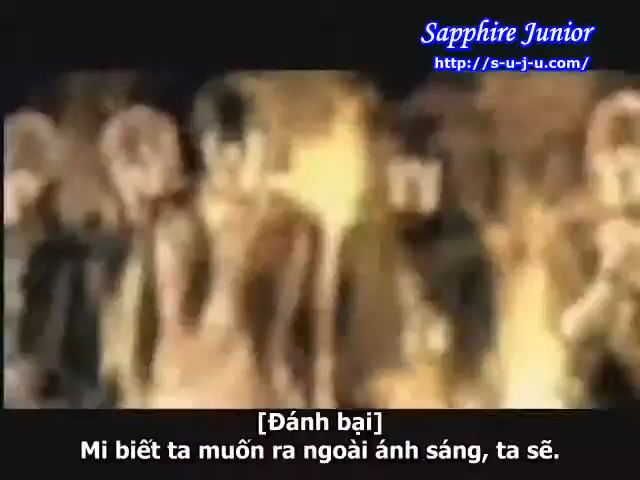 Sapphire Junior
http://s-u-j-u.com/
[Đánh bại]
Mi biết ta muốn ra ngoài ánh sáng, ta sẽ.